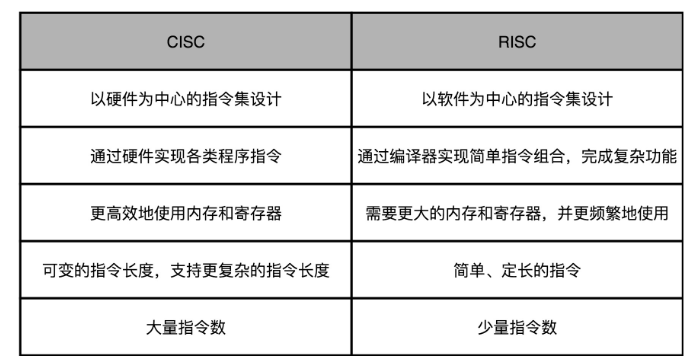 CISC
RISC
以硬件为中心的指令集设计
以软件为中心的指令集设计
通过硬件实现各类程序指令
通过编译器实现简单指令组合，完成复杂功能
更高效地使用内存和寄存器
需要更大的内存和寄存器，并更频繁地使用
可变的指令长度，支持更复杂的指令长度
简单、定长的指令
大量指令数
少量指令数